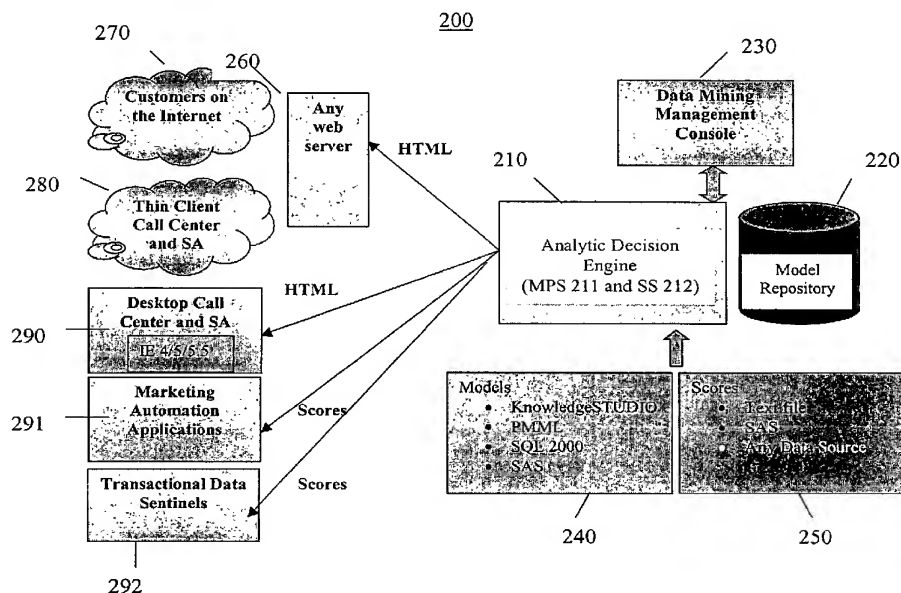 200
270
260
230
Customers on
the Internet
Any
web
server
HTML
Data Mining
Management
Console
280
210
220
Thin Client
Call Center
and SA
Analytic Decision
Engine
(MPS 211 and SS 212)
Model
Repository
HTML
Desktop Call
Center and SA
290
IE 4/5/5.5
Marketing
Automation
Applications
291
Scores
Models
KnowledgeSTUDIO
PMML
SQL 2000
SAS
Scores
Text file
SAS
Any Data Source
Transactional Data
Sentinels
Scores
240
250
292